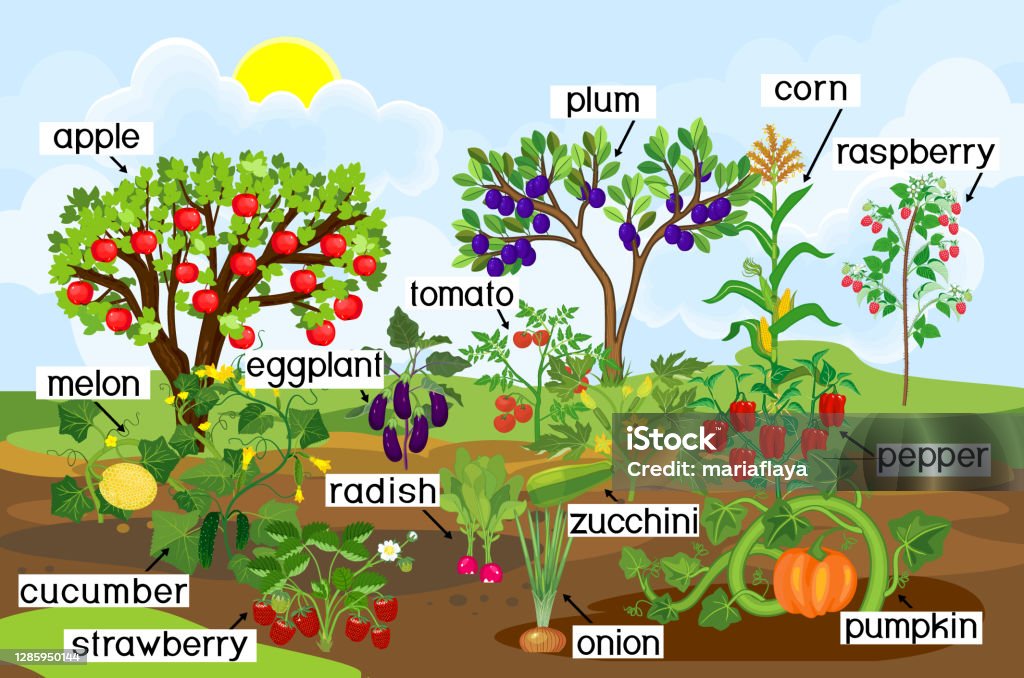 corn
plum
apple
raspberry
tomato
eggplant
melon
iStock
Credit: mariaflaya
pepper
radish
zucchini
cucumber
pumpkin
strawberry
onion
1285950144